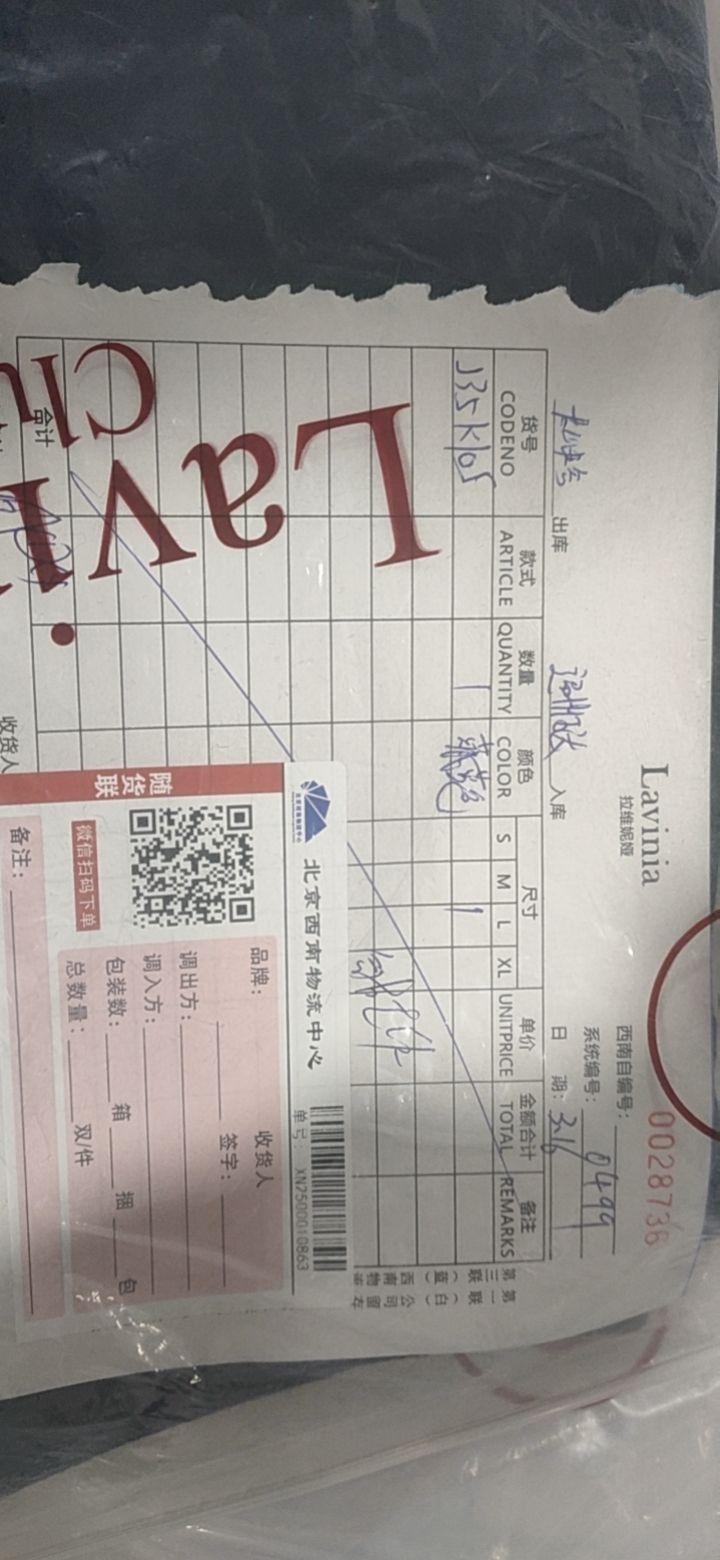 Lavinia
拉维妮娅
0028736
西南自编号:
系统编号: 0499
出库
入库
日 期: 3.16
货号 款式 数量 颜色 尺寸 单价 金额合计 备注
CODENO ARTICLE QUANTITY COLOR S M L XL UNITPRICE TOTAL REMARKS
J35K105 1 1
合计
收货人
Lavi
Clu
第一联（白）公司留存
第三联（蓝）西南物流
北京西南物流中心
单号: XN7500010863
随货联
微信扫码下单
品牌:
收货人
签字:
调出方:
调入方:
包装数: 箱 捆 包
总数量: 双/件
备注: